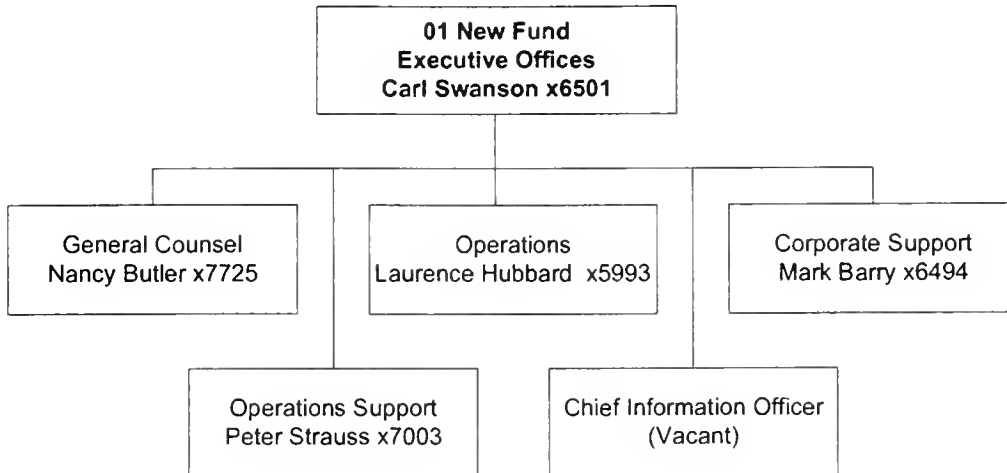 01 New Fund
Executive Offices
Carl Swanson x6501
General Counsel
Nancy Butler x7725
Operations
Laurence Hubbard x5993
Corporate Support
Mark Barry x6494
Operations Support
Peter Strauss x7003
Chief Information Officer
(Vacant)